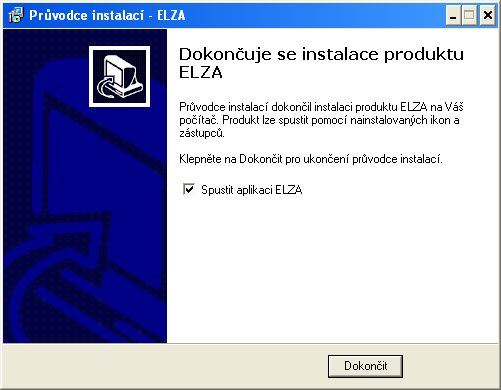 Průvodce instalací - ELZA
Dokončuje se instalace produktu
ELZA
Průvodce instalací dokončil instalaci produktu ELZA na Váš
počítač. Produkt lze spustit pomocí nainstalovaných ikon a
zástupců.
Klepněte na Dokončit pro ukončení průvodce instalací.
Spustit aplikaci ELZA
Dokončit